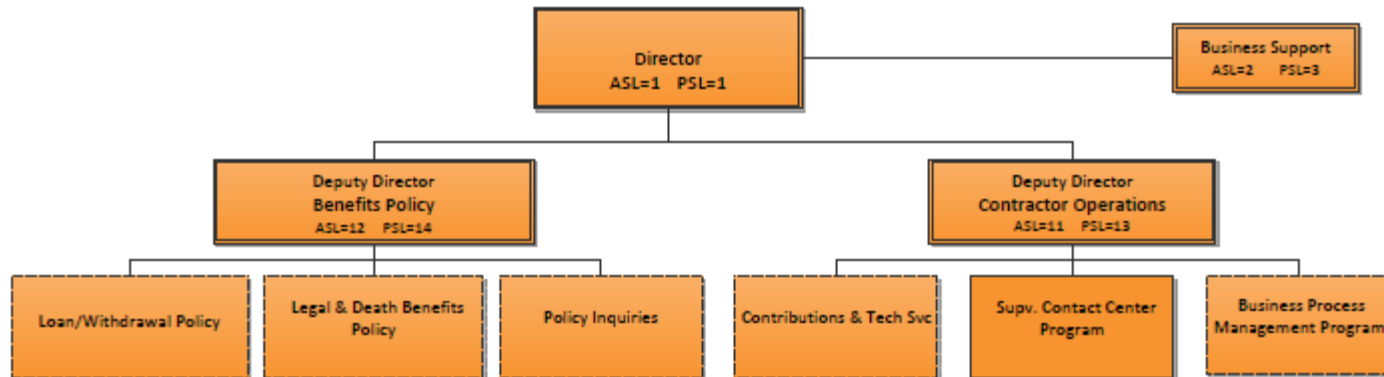 Director
ASL=1 PSL=1
Business Support
ASL=2 PSL=3
Deputy Director
Benefits Policy
ASL=12 PSL=14
Deputy Director
Contractor Operations
ASL=11 PSL=13
Loan/Withdrawal Policy
Legal & Death Benefits
Policy
Policy Inquiries
Contributions & Tech Svc
Supv. Contact Center
Program
Business Process
Management Program